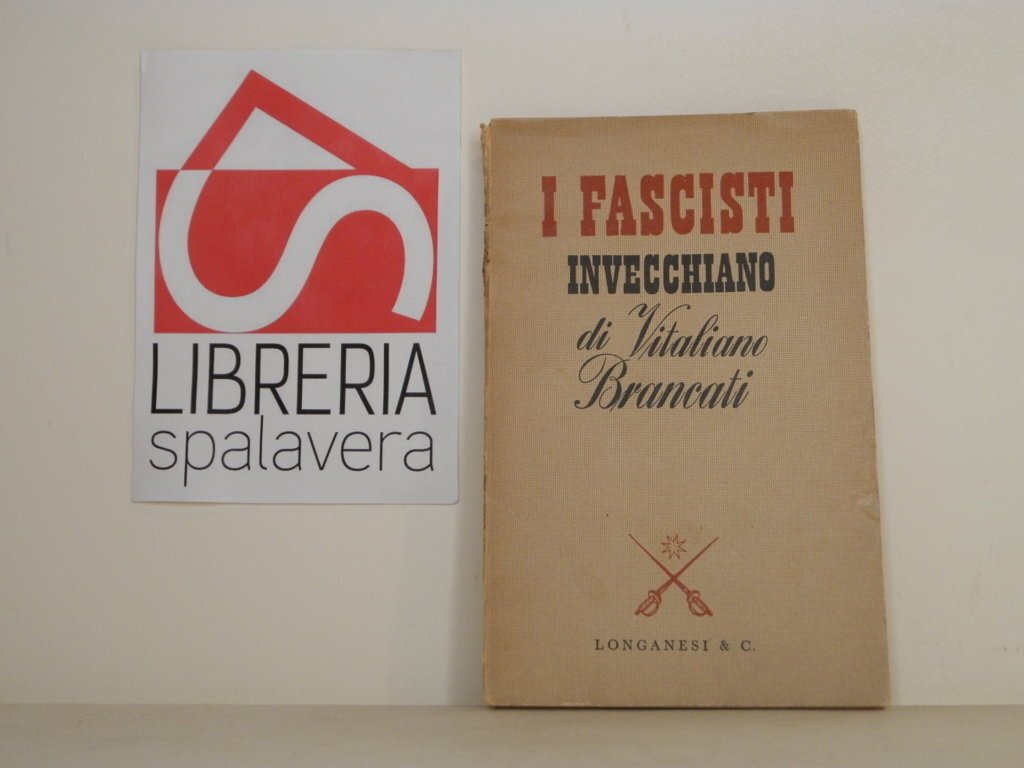 LIBRERIA
spalavera
I FASCISTI
INVECCHIANO
di Vitaliano
Brancati
LONGANESI & C.